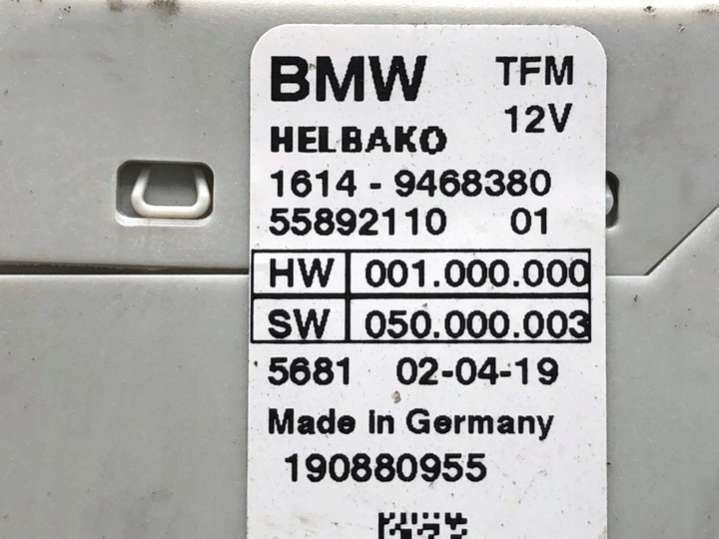 BMW TFM
12V
HELBAKO
1614 - 9468380
55892110 01
HW 001.000.000
SW 050.000.003
5681 02-04-19
Made in Germany
190880955